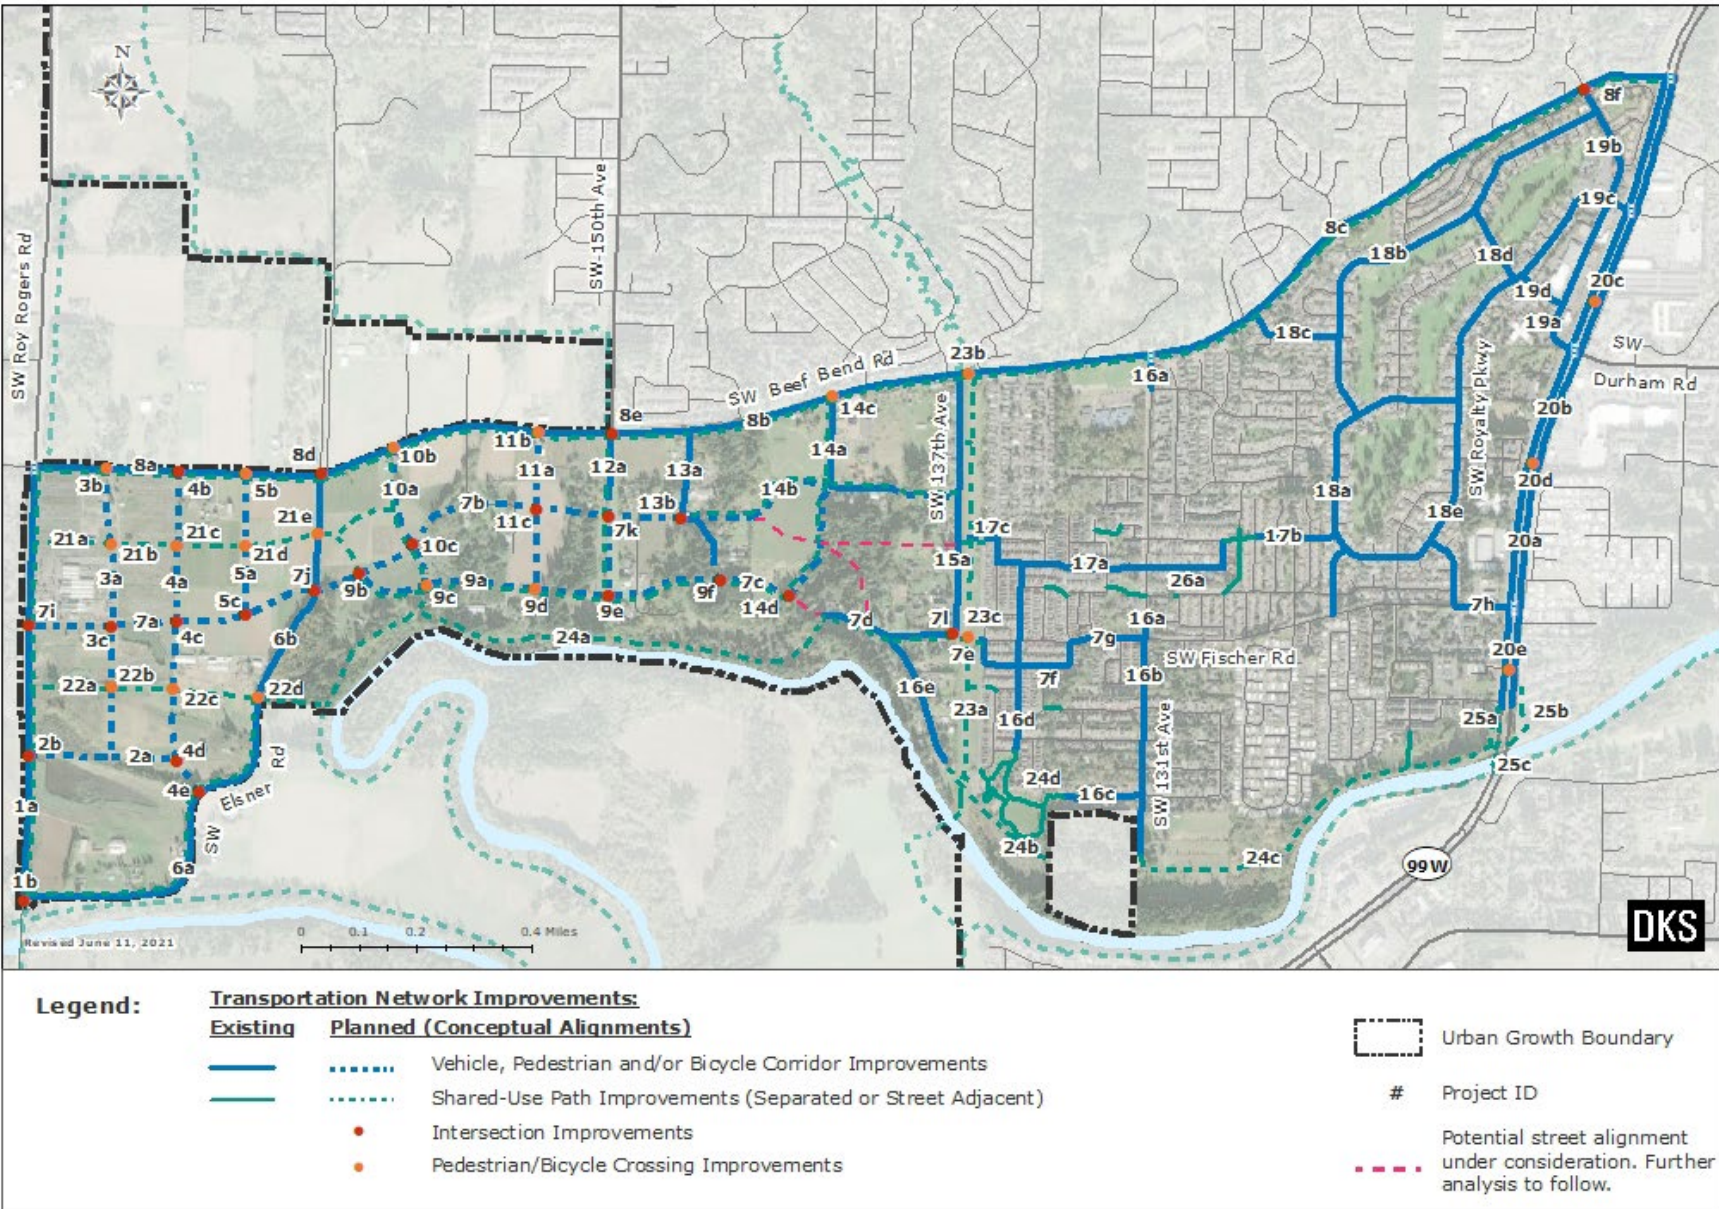 N
8f
19b
SW 150th Ave
19c
8c
18b
18d
SW Roy Rogers Rd
20c
19d
19a
18c
SW
Durham Rd
23b
16a
SW Beef Bend Rd
14c
20b
SW Royalty Pkwy
8e
8b
11b
SW 137th Ave
10b
14a
8d
8a
3b
4b
5b
11a
12a
13a
20d
10a
14b
18a
7b
13b
18e
21e
11c
7k
17c
17b
20a
21a
21b
21c
21d
10c
15a
17a
3a
4a
5a
7j
9a
7c
26a
9b
9c
9d
9e
9f
14d
5c
7i
7h
3c
7a
4c
7d
7l
23c
16a
6b
24a
7e
7g
20e
SW Fischer Rd
22a
22b
22c
22d
16e
7f
16b
23a
16d
25a
25b
2b
2a
4d
SW 131st Ave
25c
24d
4e
SW Elsner Rd
16c
1a
24b
24c
6a
99W
1b
Revised June 11, 2021
0 0.1 0.2 0.4 Miles
DKS
Legend:
Transportation Network Improvements:
Existing Planned (Conceptual Alignments)
Vehicle, Pedestrian and/or Bicycle Corridor Improvements
Shared-Use Path Improvements (Separated or Street Adjacent)
Intersection Improvements
Pedestrian/Bicycle Crossing Improvements
Urban Growth Boundary
# Project ID
Potential street alignment
under consideration. Further
analysis to follow.